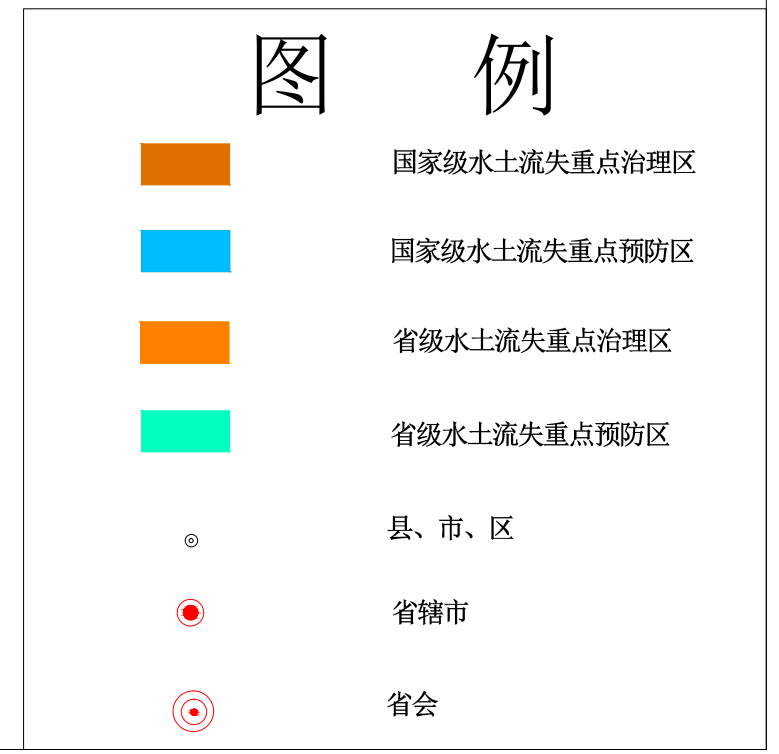 图 例
国家级水土流失重点治理区
国家级水土流失重点预防区
省级水土流失重点治理区
省级水土流失重点预防区
县、市、区
省辖市
省会